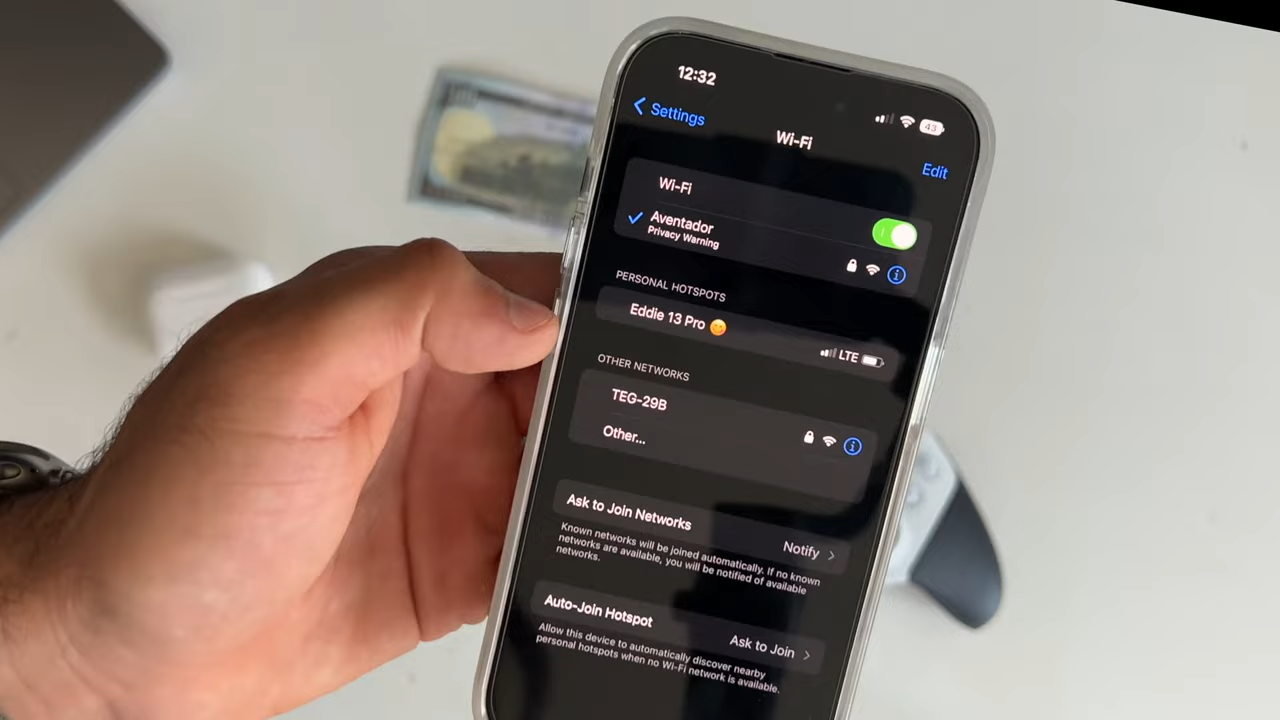 12:32
43
Settings
Wi-Fi
Edit
Wi-Fi
Aventador
Privacy Warning
PERSONAL HOTSPOTS
Eddie 13 Pro 😊
LTE
OTHER NETWORKS
TEG-29B
Other...
Ask to Join Networks
Notify
Known networks will be joined automatically. If no known
networks are available, you will be notified of available
networks.
Auto-Join Hotspot
Ask to Join
Allow this device to automatically discover nearby
personal hotspots when no Wi-Fi network is available.